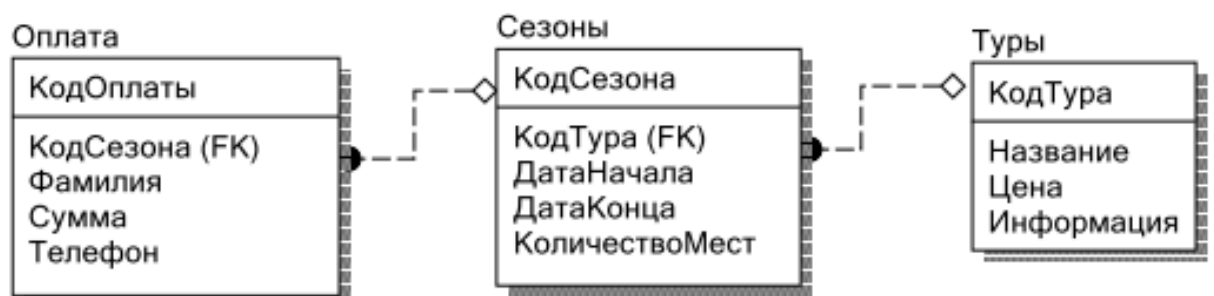 Оплата
КодОплаты
КодСезона (FK)
Фамилия
Сумма
Телефон
Сезоны
КодСезона
КодТура (FK)
ДатаНачала
ДатаКонца
КоличествоМест
Туры
КодТура
Название
Цена
Информация